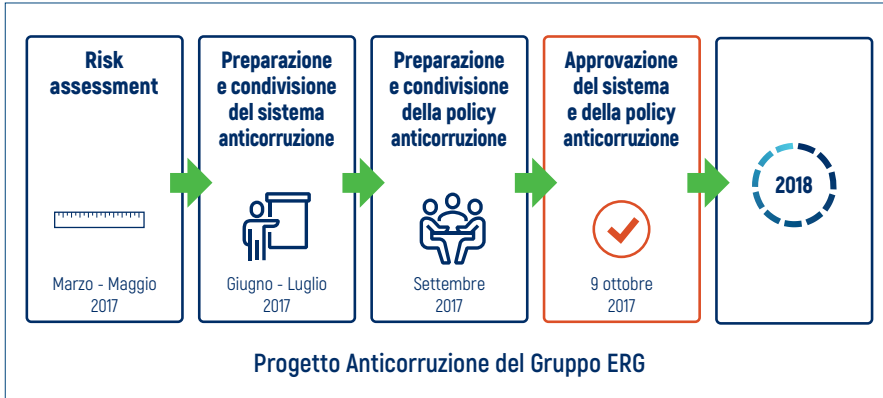 Risk
assessment
Marzo - Maggio
2017
Preparazione
e condivisione
del sistema
anticorruzione
Giugno - Luglio
2017
Preparazione
e condivisione
della policy
anticorruzione
Settembre
2017
Approvazione
del sistema
e della policy
anticorruzione
9 ottobre
2017
2018
Progetto Anticorruzione del Gruppo ERG